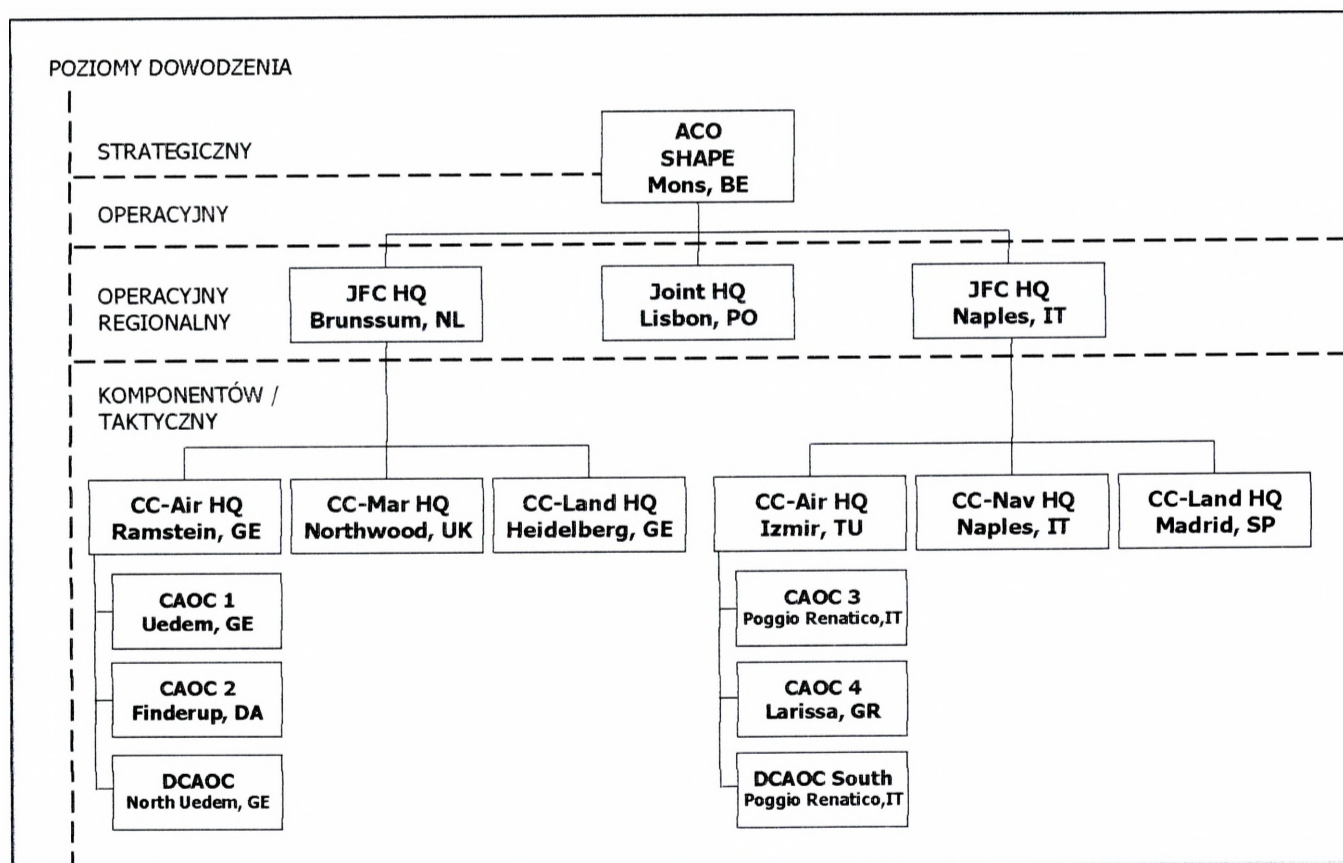 POZIOMY DOWODZENIA
STRATEGICZNY
ACO
SHAPE
Mons, BE
OPERACYJNY
OPERACYJNY
REGIONALNY
JFC HQ
Brunssum, NL
Joint HQ
Lisbon, PO
JFC HQ
Naples, IT
KOMPONENTÓW /
TAKTYCZNY
CC-Air HQ
Ramstein, GE
CC-Mar HQ
Northwood, UK
CC-Land HQ
Heidelberg, GE
CC-Air HQ
Izmir, TU
CC-Nav HQ
Naples, IT
CC-Land HQ
Madrid, SP
CAOC 1
Uedem, GE
CAOC 2
Finderup, DA
DCAOC
North Uedem, GE
CAOC 3
Poggio Renatico,IT
CAOC 4
Larissa, GR
DCAOC South
Poggio Renatico,IT